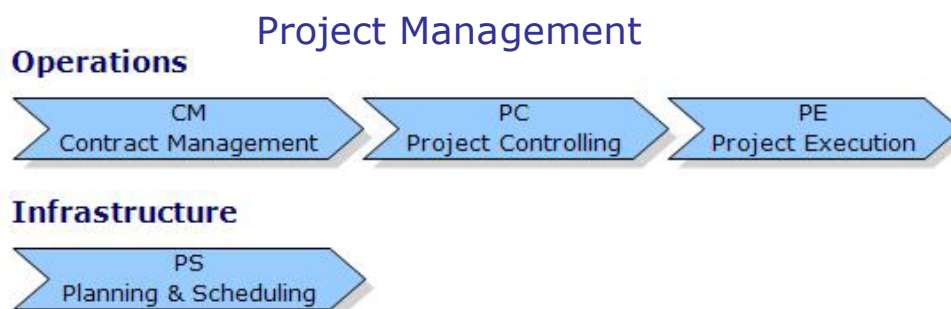 Project Management
Operations
CM
Contract Management
PC
Project Controlling
PE
Project Execution
Infrastructure
PS
Planning & Scheduling